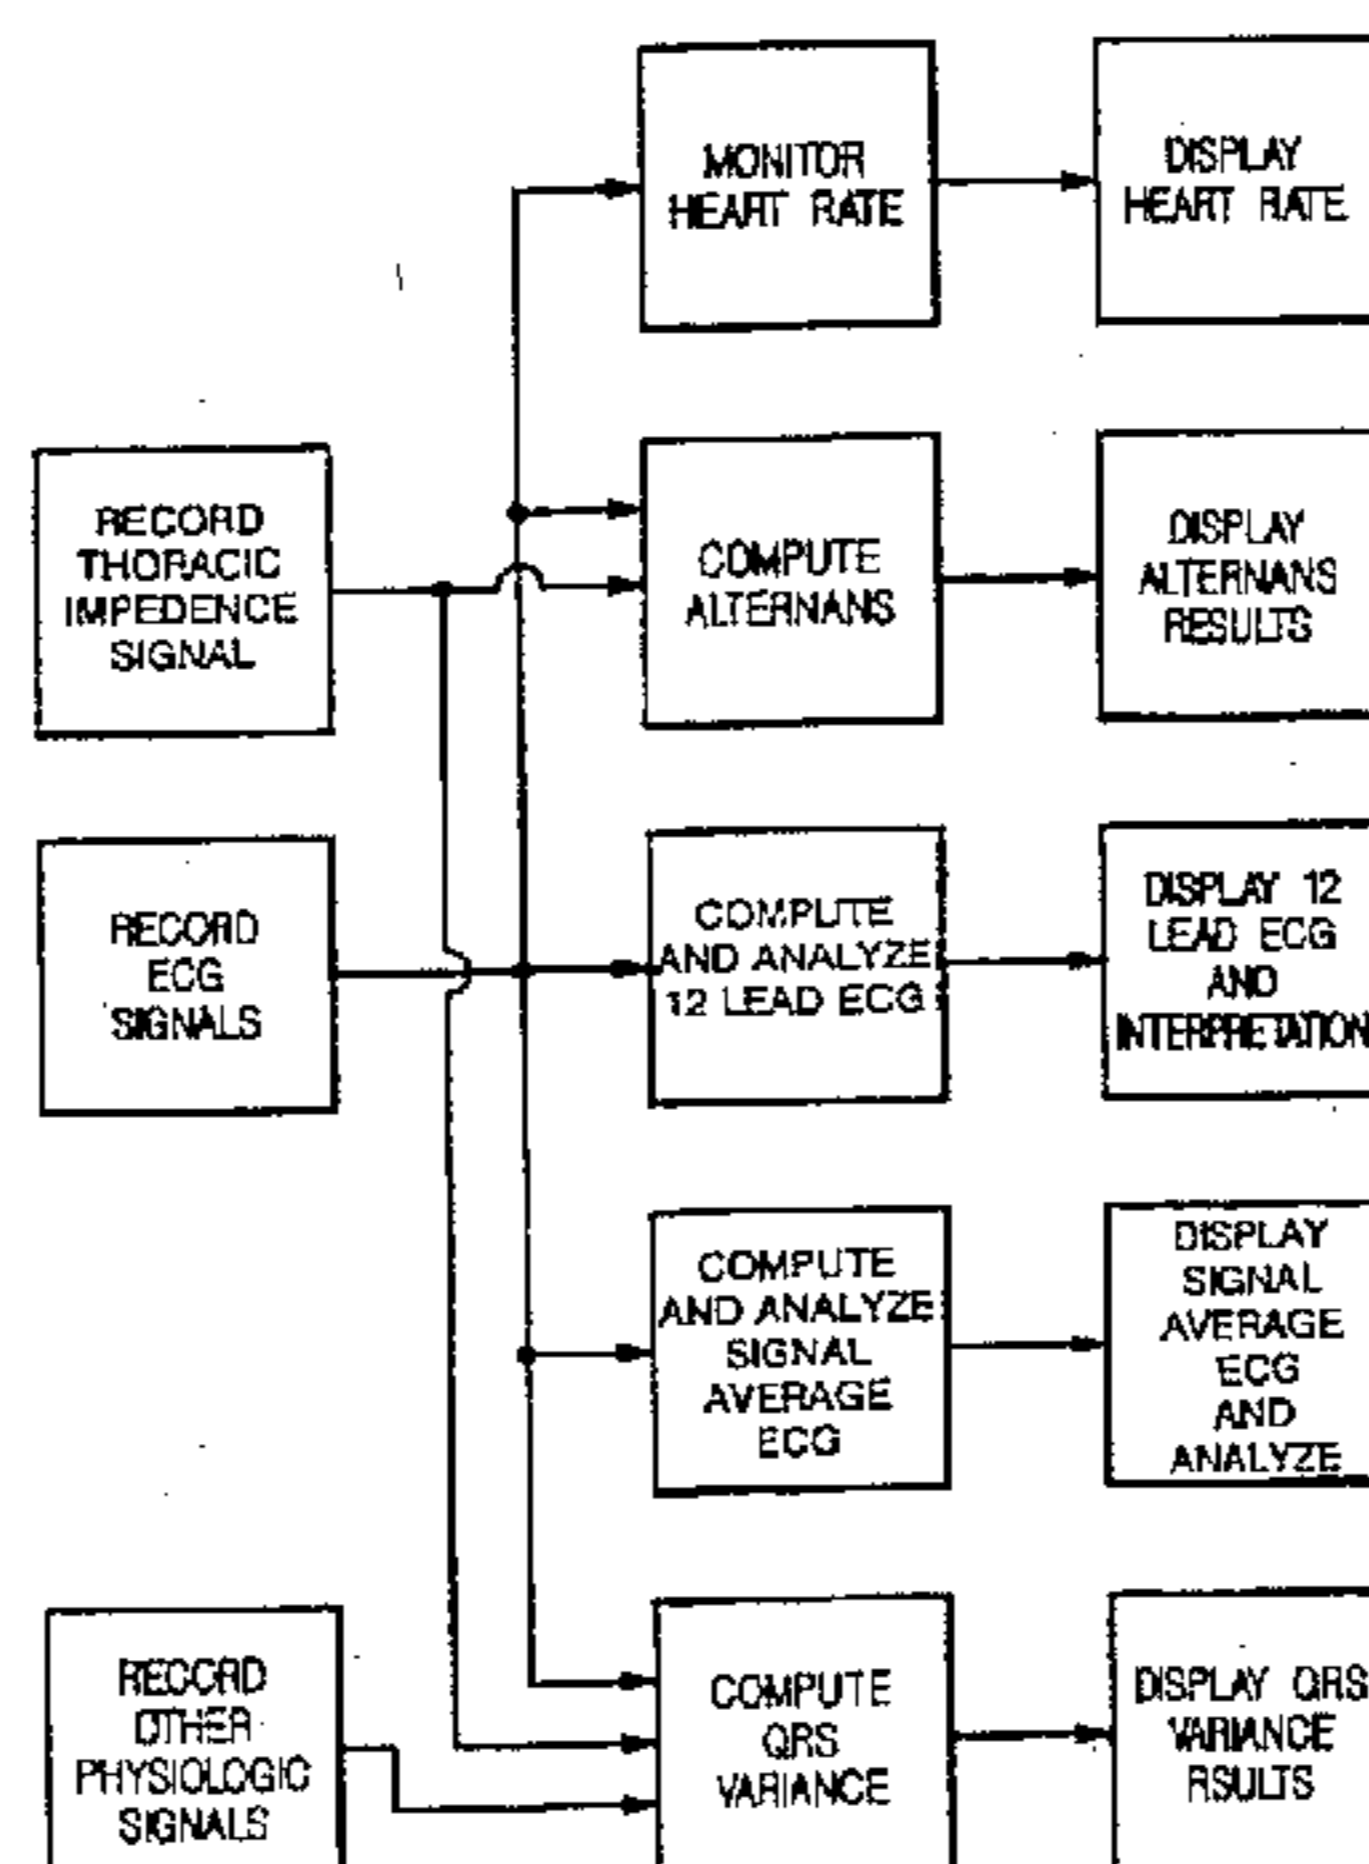 MONITOR
HEART RATE
DISPLAY
HEART RATE
RECORD
THORACIC
IMPEDENCE
SIGNAL
COMPUTE
ALTERNANS
DISPLAY
ALTERNANS
RESULTS
RECORD
ECG
SIGNALS
COMPUTE
AND ANALYZE
12 LEAD ECG
DISPLAY 12
LEAD ECG
AND
INTERPRETATION
COMPUTE
AND ANALYZE
SIGNAL
AVERAGE
ECG
DISPLAY
SIGNAL
AVERAGE
ECG
AND
ANALYZE
RECORD
OTHER
PHYSIOLOGIC
SIGNALS
COMPUTE
QRS
VARIANCE
DISPLAY QRS
VARIANCE
RSULTS